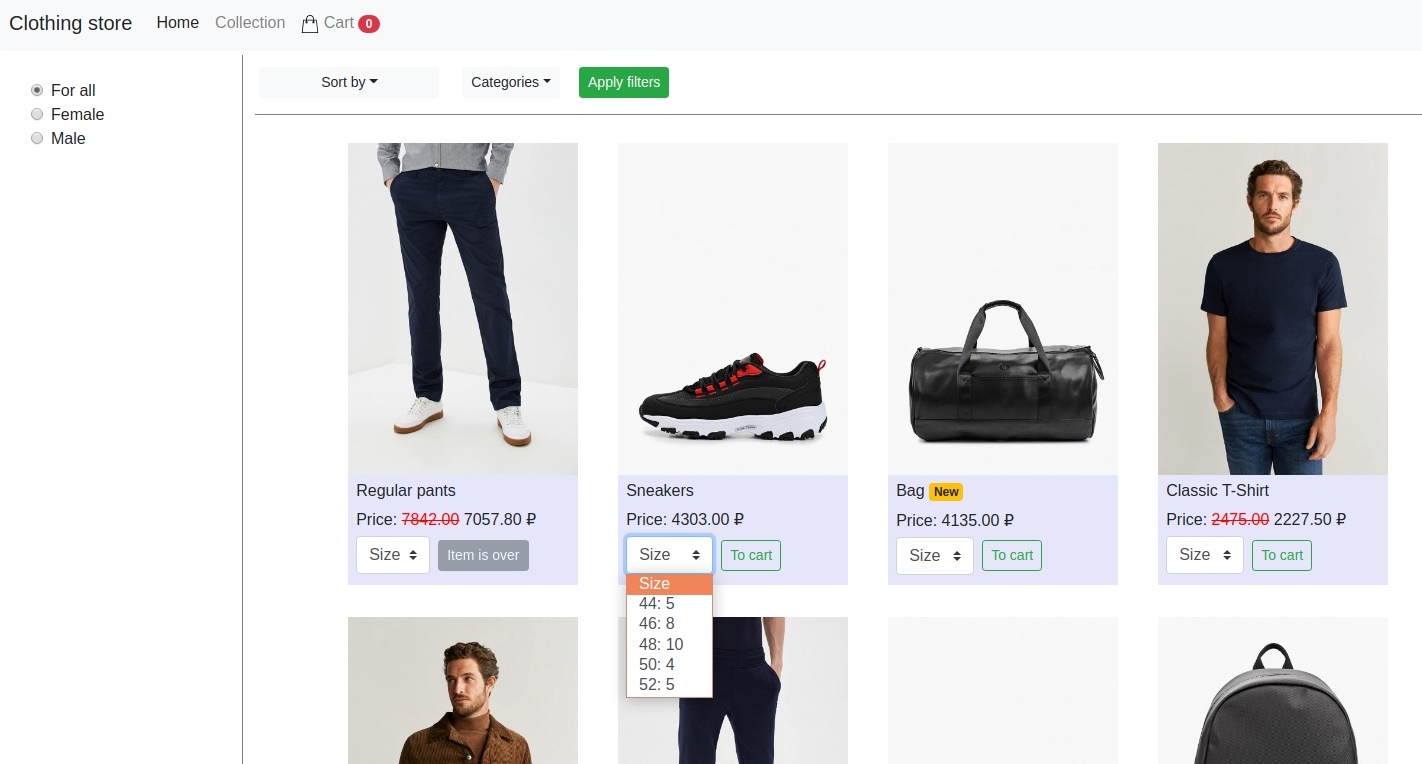 Clothing store Home Collection Cart 0
For all
Female
Male
Sort by Categories Apply filters
Regular pants
Price: 7842.00 7057.80 ₽
Size Item is over
Sneakers
Price: 4303.00 ₽
Size To cart
Size
44: 5
46: 8
48: 10
50: 4
52: 5
Bag New
Price: 4135.00 ₽
Size To cart
Classic T-Shirt
Price: 2475.00 2227.50 ₽
Size To cart